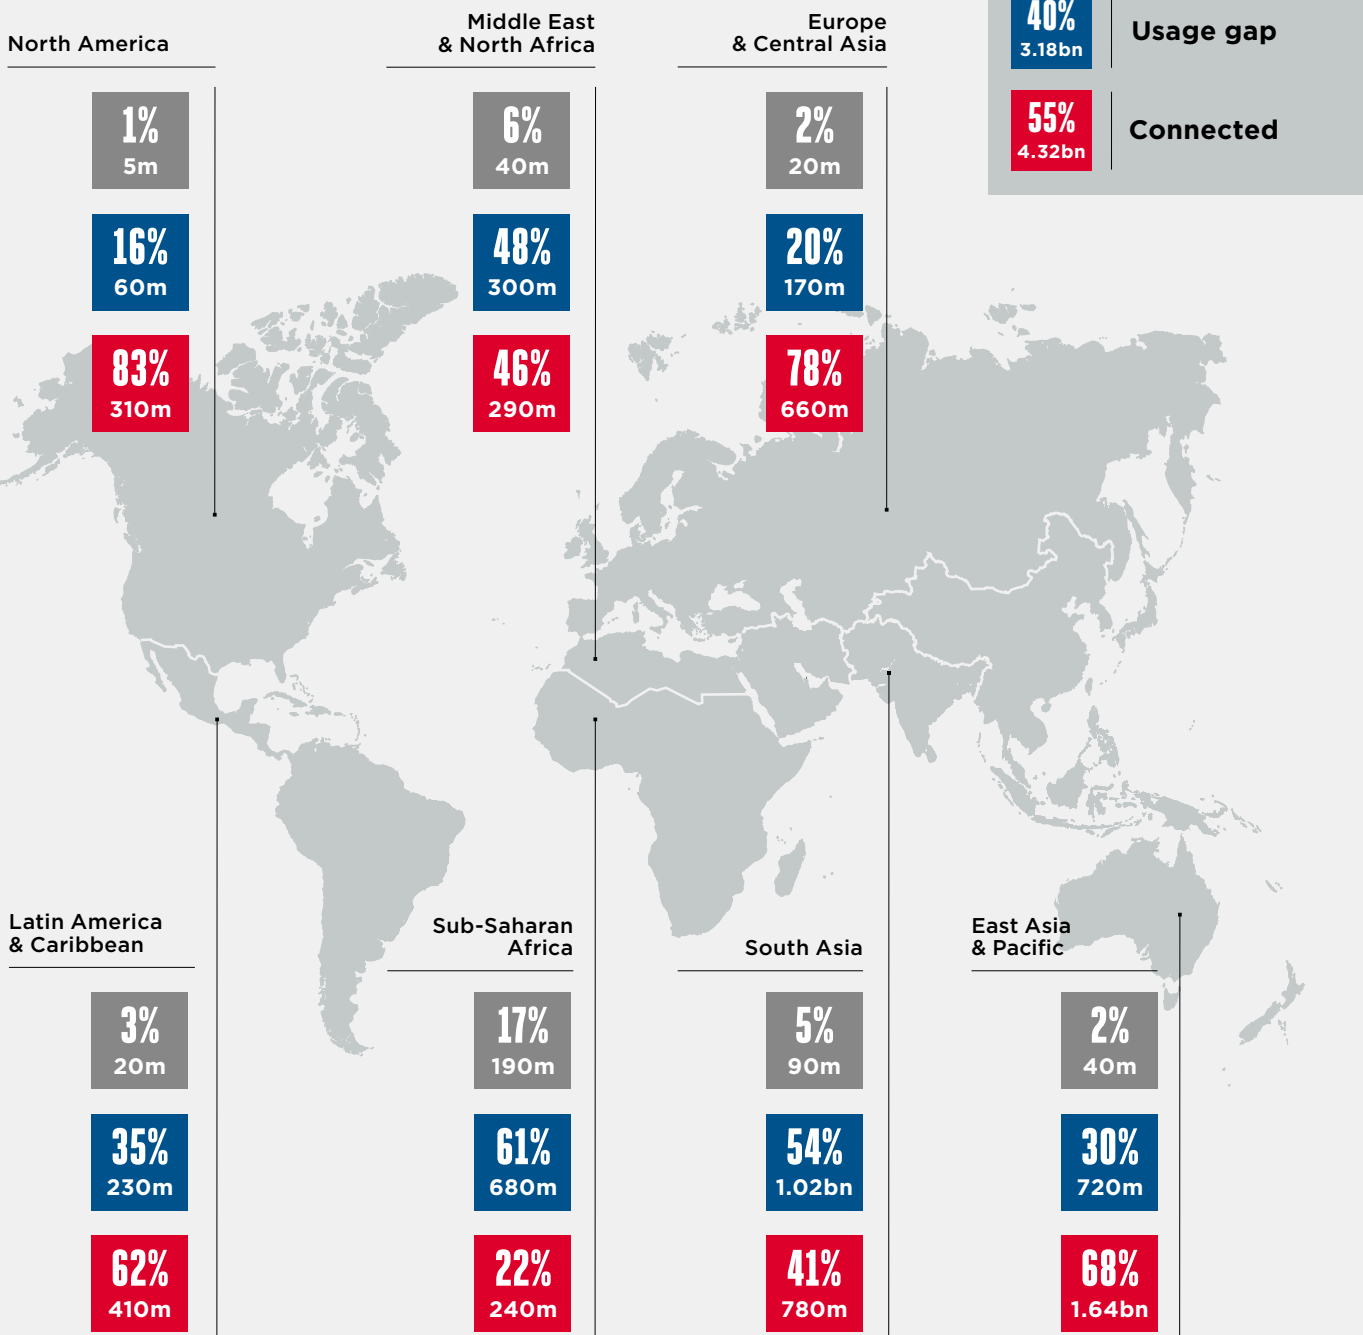 North America
1%
5m
16%
60m
83%
310m
Middle East
& North Africa
6%
40m
48%
300m
46%
290m
Europe
& Central Asia
2%
20m
20%
170m
78%
660m
40%
3.18bn
Usage gap
55%
4.32bn
Connected
Latin America
& Caribbean
3%
20m
35%
230m
62%
410m
Sub-Saharan
Africa
17%
190m
61%
680m
22%
240m
South Asia
5%
90m
54%
1.02bn
41%
780m
East Asia
& Pacific
2%
40m
30%
720m
68%
1.64bn